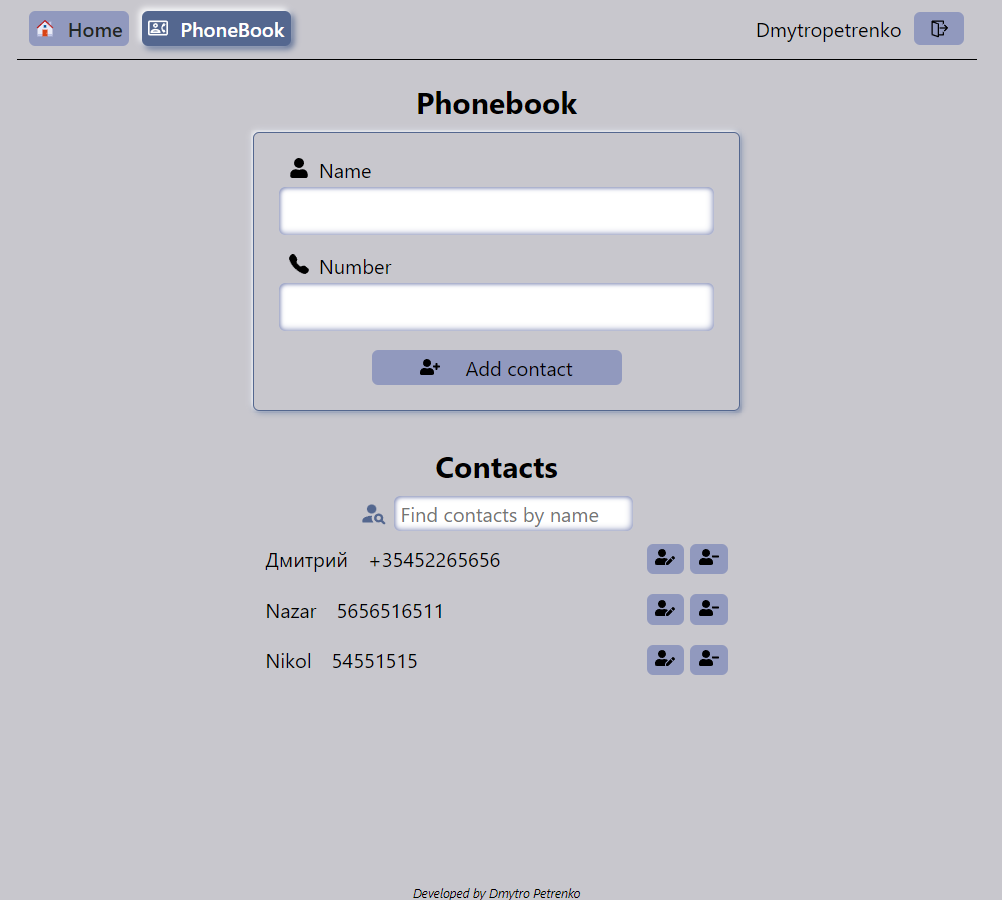 Home PhoneBook Dmytropetrenko
Phonebook
Name
Number
Add contact
Contacts
Find contacts by name
Дмитрий +35452265656
Nazar 5656516511
Nikol 54551515
Developed by Dmytro Petrenko